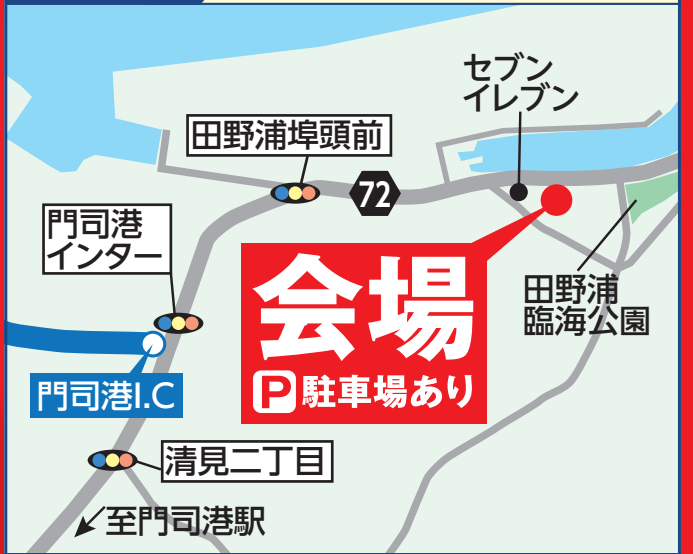 セブン
イレブン
田野浦埠頭前
72
門司港
インター
会場
P駐車場あり
田野浦
臨海公園
門司港I.C
清見二丁目
至門司港駅